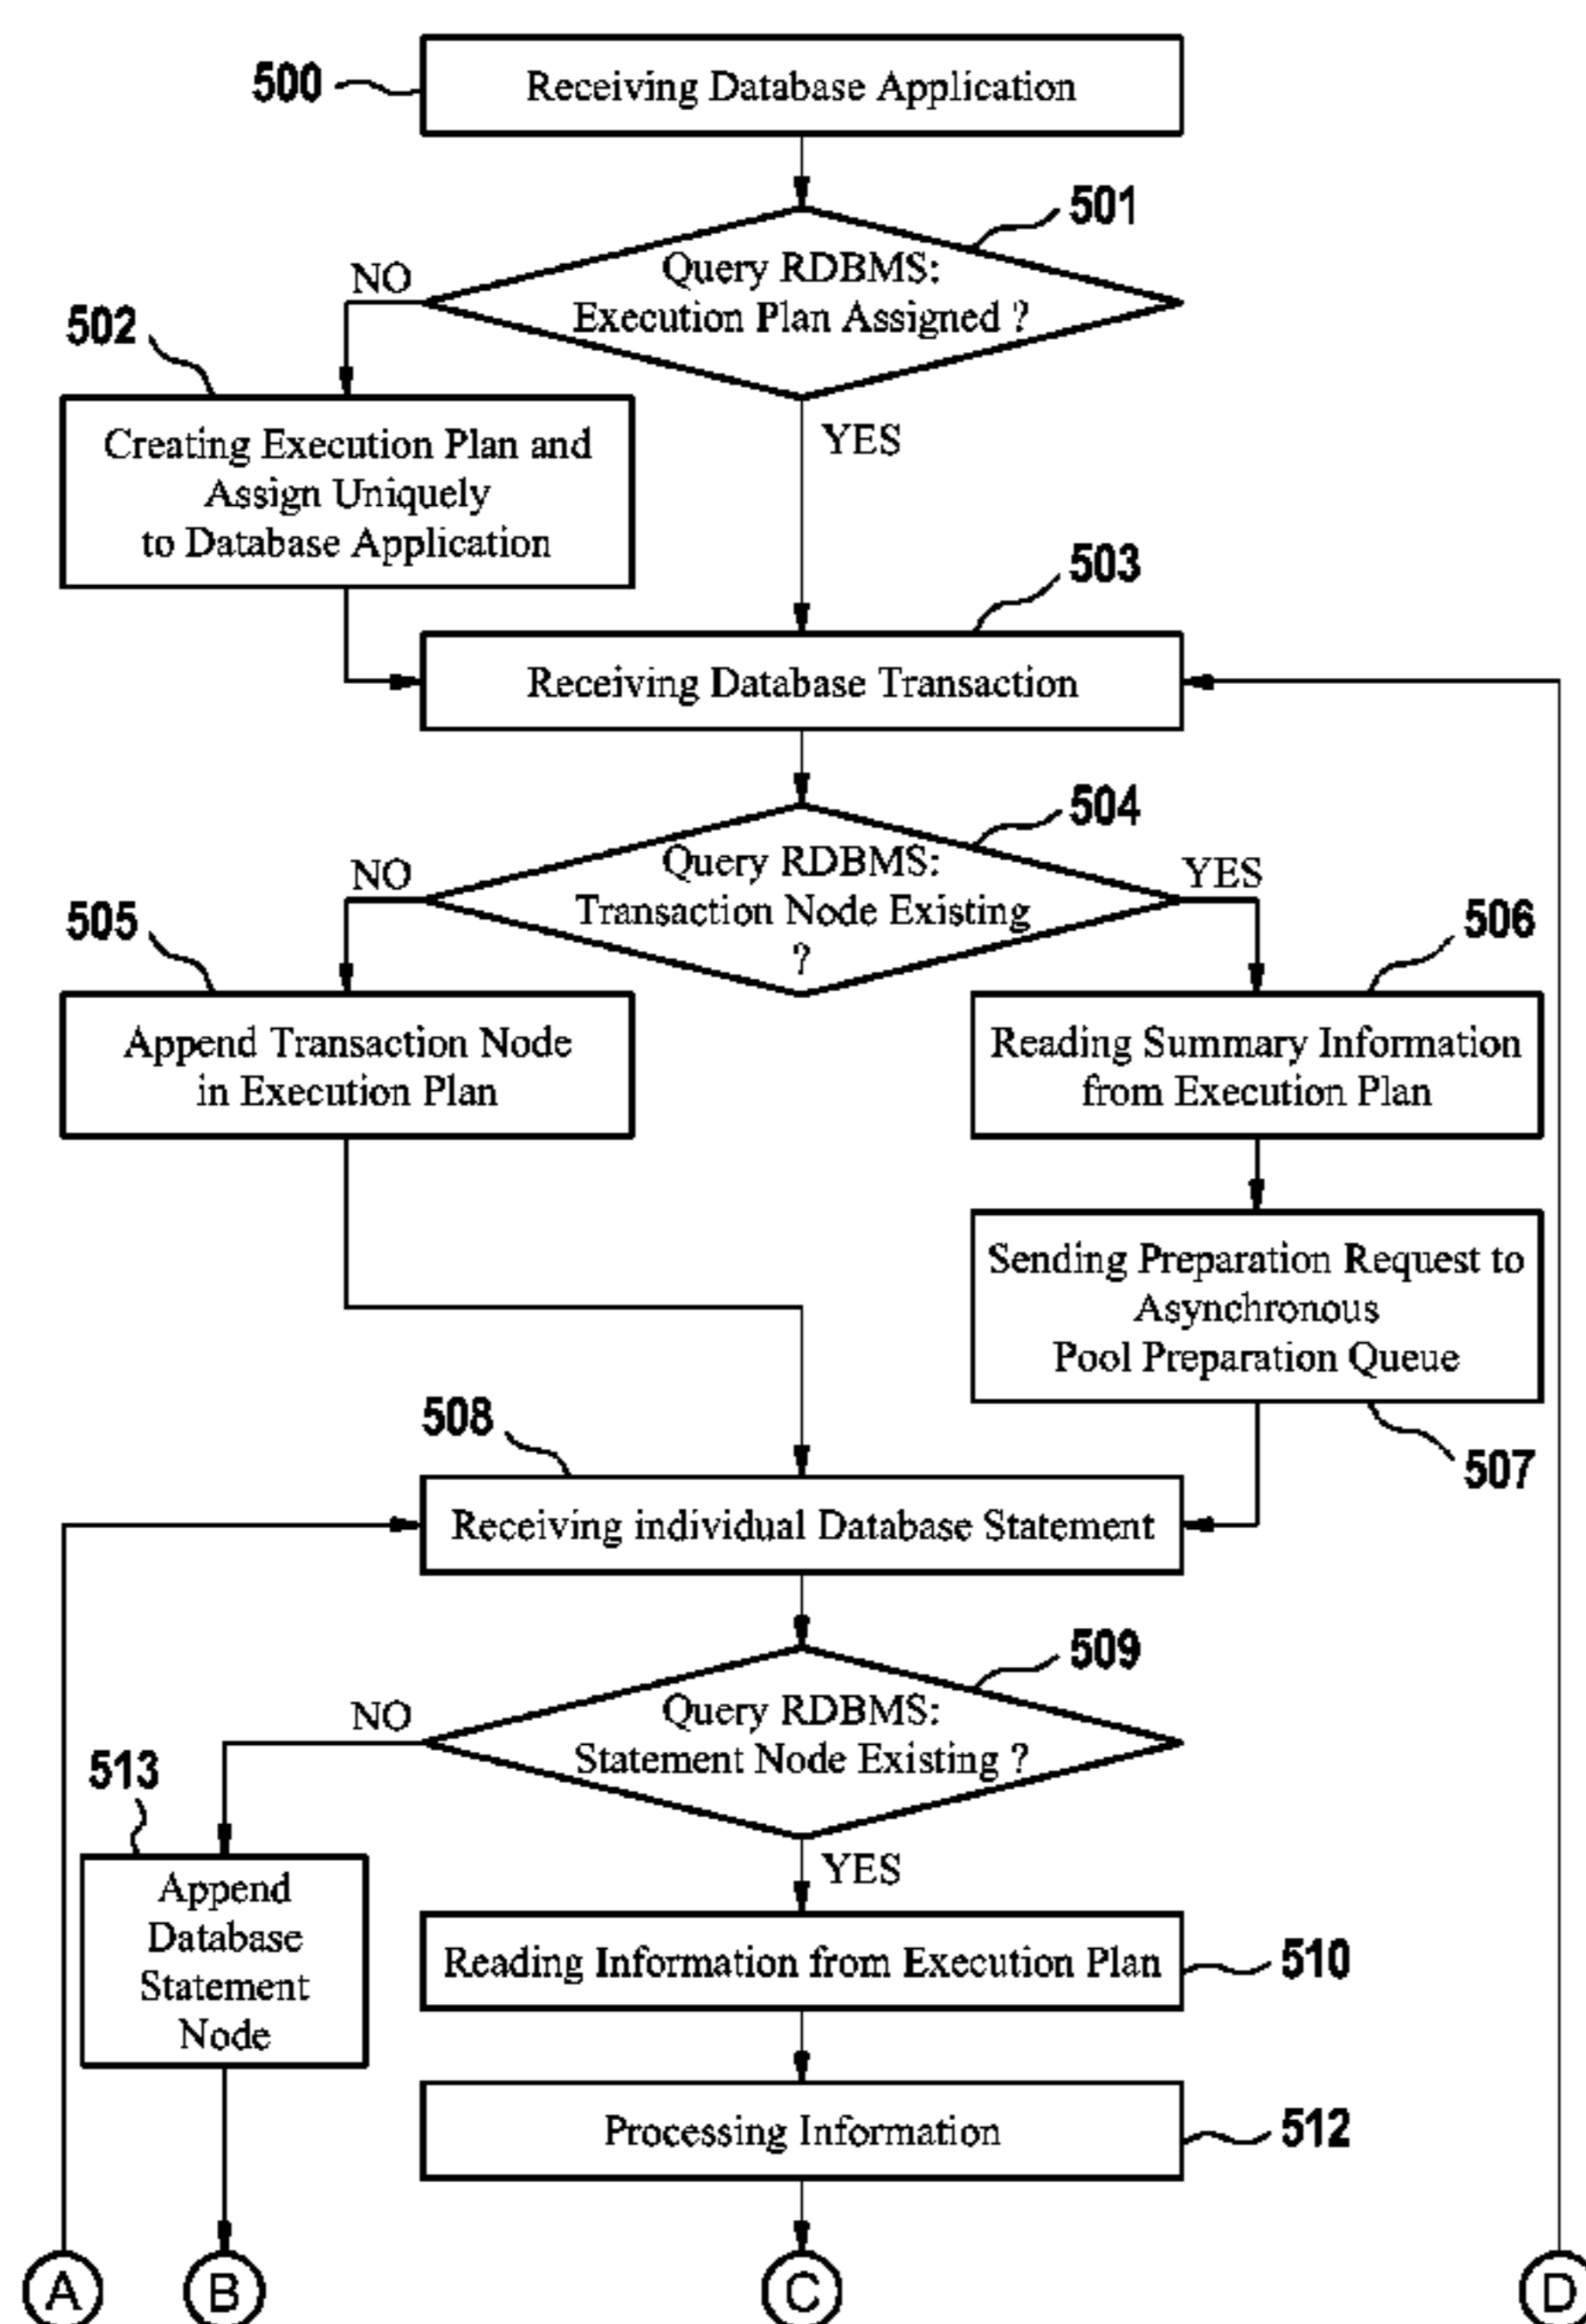 500
Receiving Database Application
501
Query RDBMS:
Execution Plan Assigned ?
NO
YES
502
Creating Execution Plan and
Assign Uniquely
to Database Application
503
Receiving Database Transaction
504
Query RDBMS:
Transaction Node Existing
?
NO
YES
505
Append Transaction Node
in Execution Plan
506
Reading Summary Information
from Execution Plan
Sending Preparation Request to
Asynchronous
Pool Preparation Queue
507
508
Receiving individual Database Statement
509
Query RDBMS:
Statement Node Existing ?
NO
YES
513
Append
Database
Statement
Node
Reading Information from Execution Plan
510
Processing Information
512
A
B
C
D